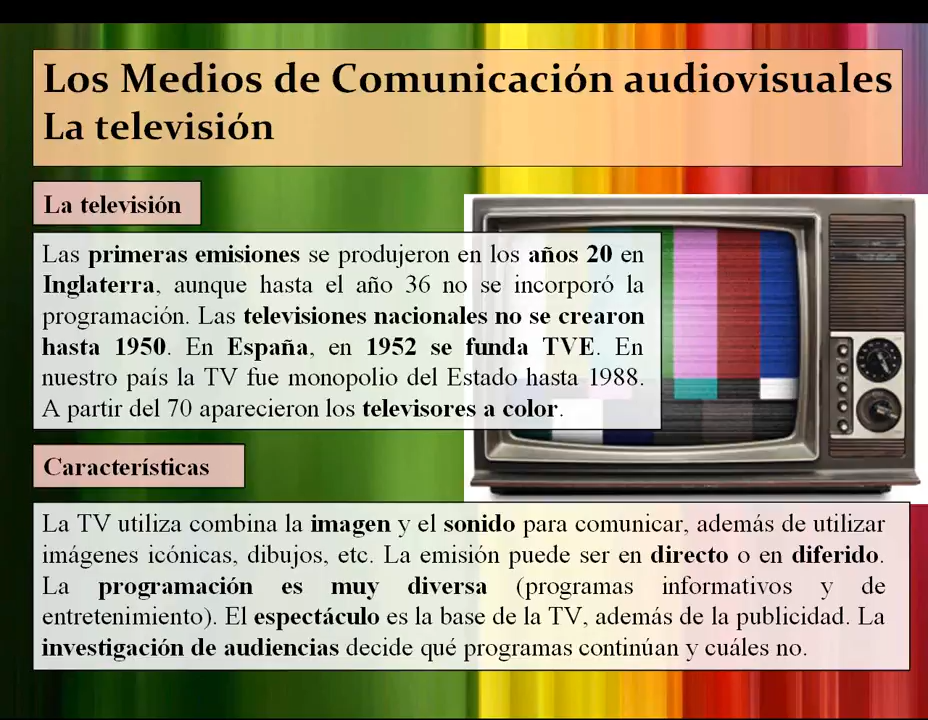 Los Medios de Comunicación audiovisuales
La televisión
La televisión
Las primeras emisiones se produjeron en los años 20 en
Inglaterra, aunque hasta el año 36 no se incorporó la
programación. Las televisiones nacionales no se crearon
hasta 1950. En España, en 1952 se funda TVE. En
nuestro país la TV fue monopolio del Estado hasta 1988.
A partir del 70 aparecieron los televisores a color.
Características
La TV utiliza combina la imagen y el sonido para comunicar, además de utilizar
imágenes icónicas, dibujos, etc. La emisión puede ser en directo o en diferido.
La programación es muy diversa (programas informativos y de
entretenimiento). El espectáculo es la base de la TV, además de la publicidad. La
investigación de audiencias decide qué programas continúan y cuáles no.